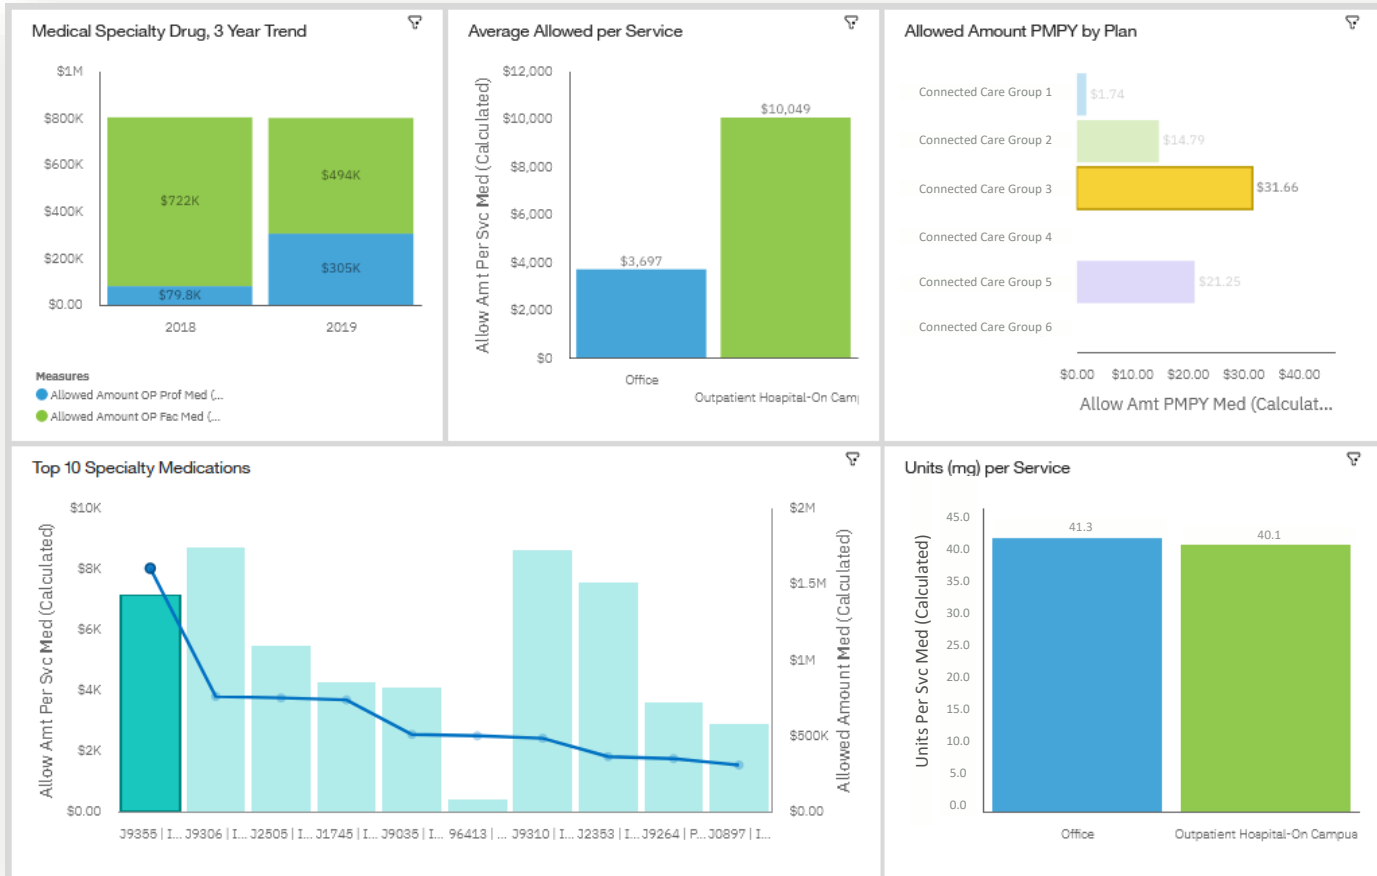 Medical Specialty Drug, 3 Year Trend
$1M
$800K
$600K
$400K
$200K
$0.00
$722K
$79.8K
$494K
$305K
2018
2019
Measures
Allowed Amount OP Prof Med (...
Allowed Amount OP Fac Med (...
Average Allowed per Service
Allow Amt Per Svc Med (Calculated)
$12,000
$10,000
$8,000
$6,000
$4,000
$2,000
$0
$3,697
$10,049
Office
Outpatient Hospital-On Camp
Allowed Amount PMPY by Plan
Connected Care Group 1
$1.74
Connected Care Group 2
$14.79
Connected Care Group 3
$31.66
Connected Care Group 4
Connected Care Group 5
$21.25
Connected Care Group 6
$0.00
$10.00
$20.00
$30.00
$40.00
Allow Amt PMPY Med (Calculat...
Top 10 Specialty Medications
Allow Amt Per Svc Med (Calculated)
$10K
$8K
$6K
$4K
$2K
$0.00
$2M
$1.5M
$1M
$500K
$0.00
Allowed Amount Med (Calculated)
J9355 | I...
J9306 | I...
J2505 | I...
J1745 | I...
J9035 | I...
96413 | ...
J9310 | I...
J2353 | I...
J9264 | P...
J0897 | I...
Units (mg) per Service
Units Per Svc Med (Calculated)
45.0
40.0
35.0
30.0
25.0
20.0
15.0
10.0
5.0
0.0
41.3
40.1
Office
Outpatient Hospital-On Campua